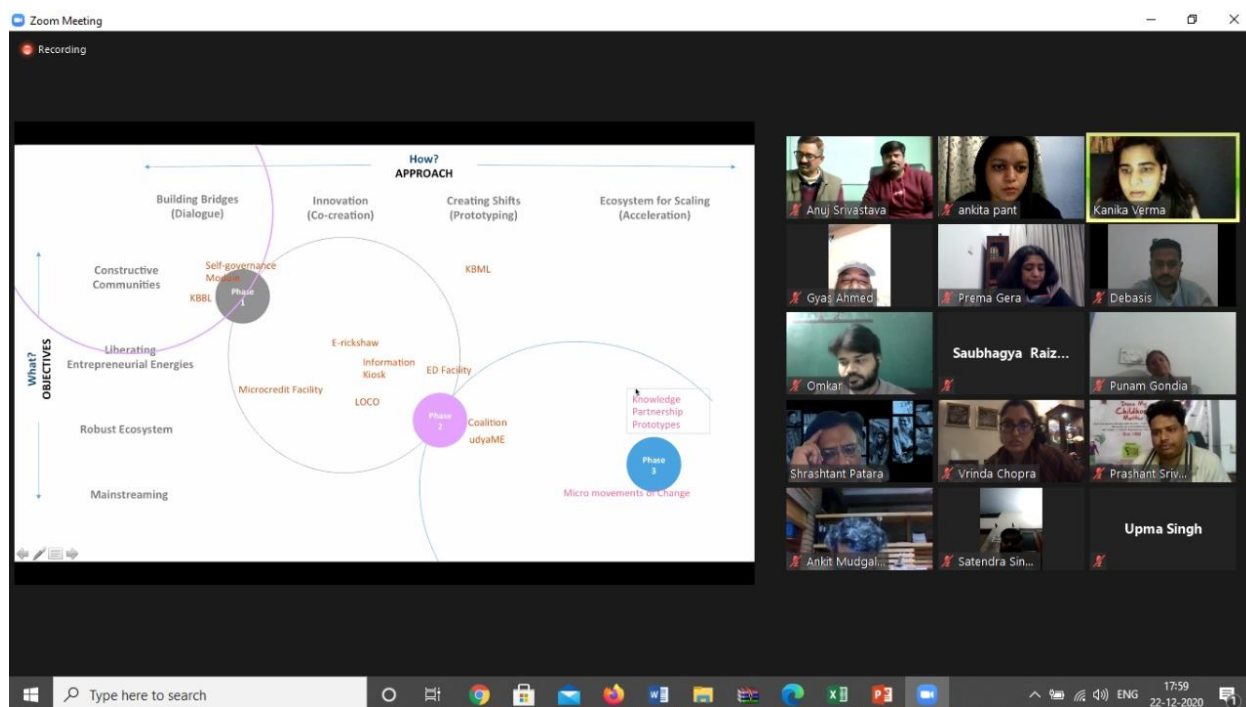 Zoom Meeting
Recording
How?
APPROACH
Building Bridges
(Dialogue)
Innovation
(Co-creation)
Creating Shifts
(Prototyping)
Ecosystem for Scaling
(Acceleration)
What?
OBJECTIVES
Constructive
Communities
Liberating
Entrepreneurial Energies
Robust Ecosystem
Mainstreaming
Self-governance
Module
KBBL
Phase
1
KBML
E-rickshaw
Information
Kiosk
ED Facility
Microcredit Facility
LOCO
Phase
2
Coalition
udyaME
Knowledge
Partnership
Prototypes
Phase
3
Micro movements of Change
Anuj Srivastava
ankita pant
Kanika Verma
Gyas Ahmed
Prema Gera
Debasis
Omkar
Saubhagya Raiz...
Punam Gondia
Shrashtant Patara
Vrinda Chopra
Prashant Sriv...
Childhood
Ankit Mudgal...
Satendra Sin...
Upma Singh
Type here to search
ENG
17:59
22-12-2020
1